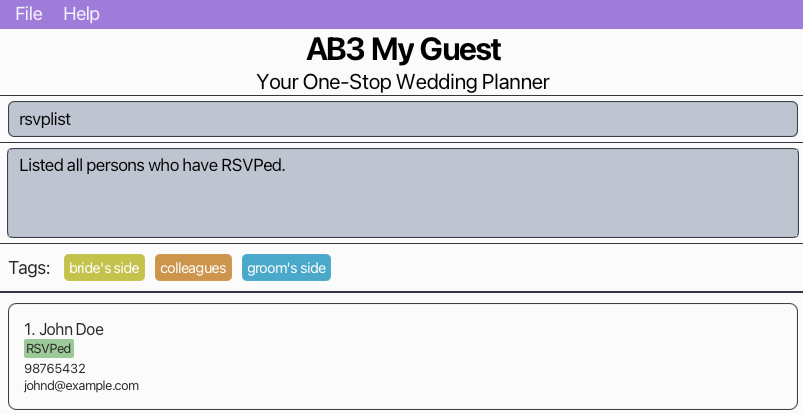 File Help
AB3 My Guest
Your One-Stop Wedding Planner
rsvplist
Listed all persons who have RSVPed.
Tags: bride's side colleagues groom's side
1. John Doe
RSVPed
98765432
johnd@example.com